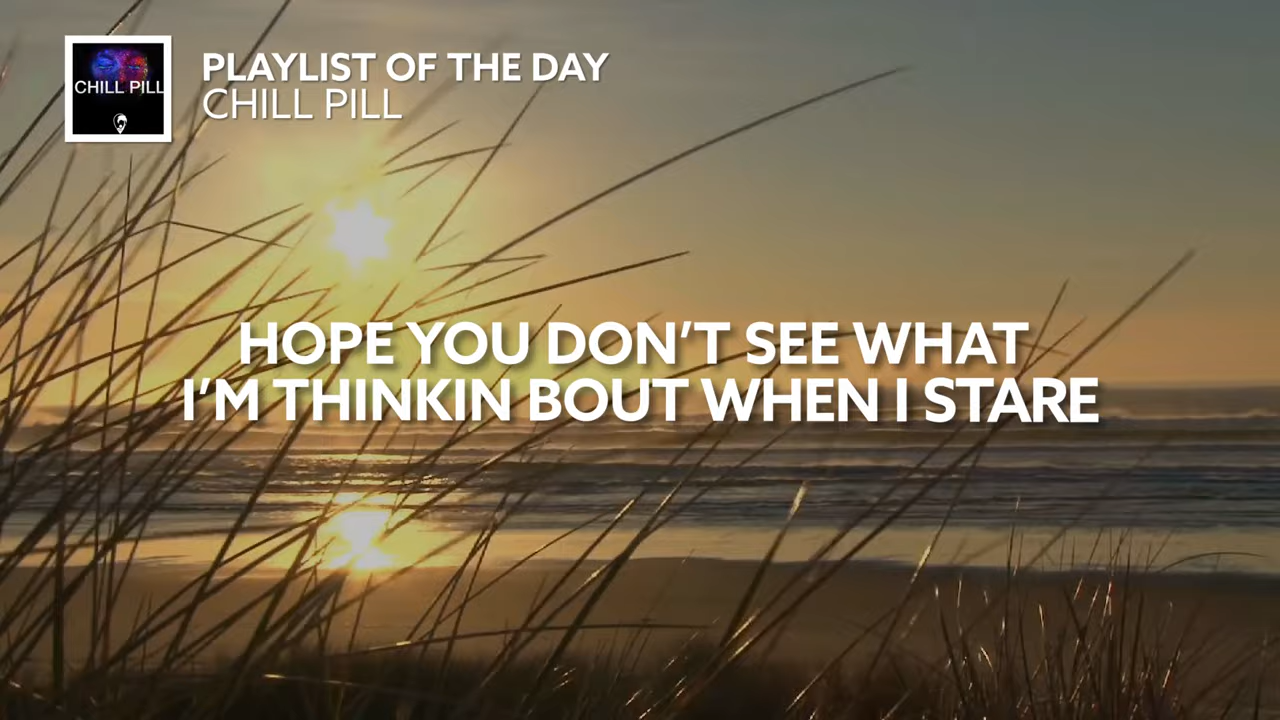 CHILL PILL
PLAYLIST OF THE DAY
CHILL PILL
HOPE YOU DON'T SEE WHAT
I'M THINKIN BOUT WHEN I STARE